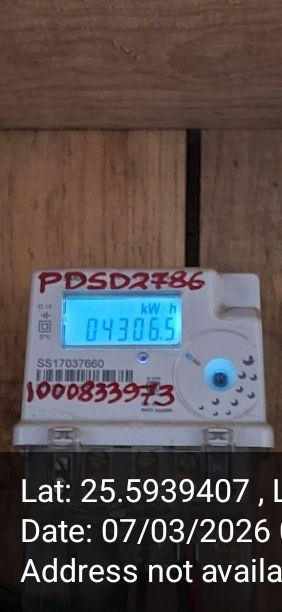 PDSD2786
kW h
04306.5
SS17037660
1000833973
Lat: 25.5939407 , L
Date: 07/03/2026
Address not availa